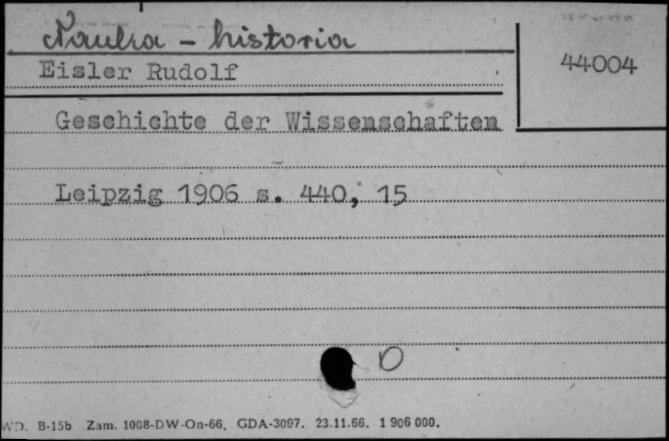 Nauka - historia
44004
Eisler Rudolf
Geschichte der Wissenschaften
Leipzig 1906 s. 440, 15
O
WD. B-15b Zam. 1008-DW-On-66. GDA-3097. 23.11.66. 1 906 000.